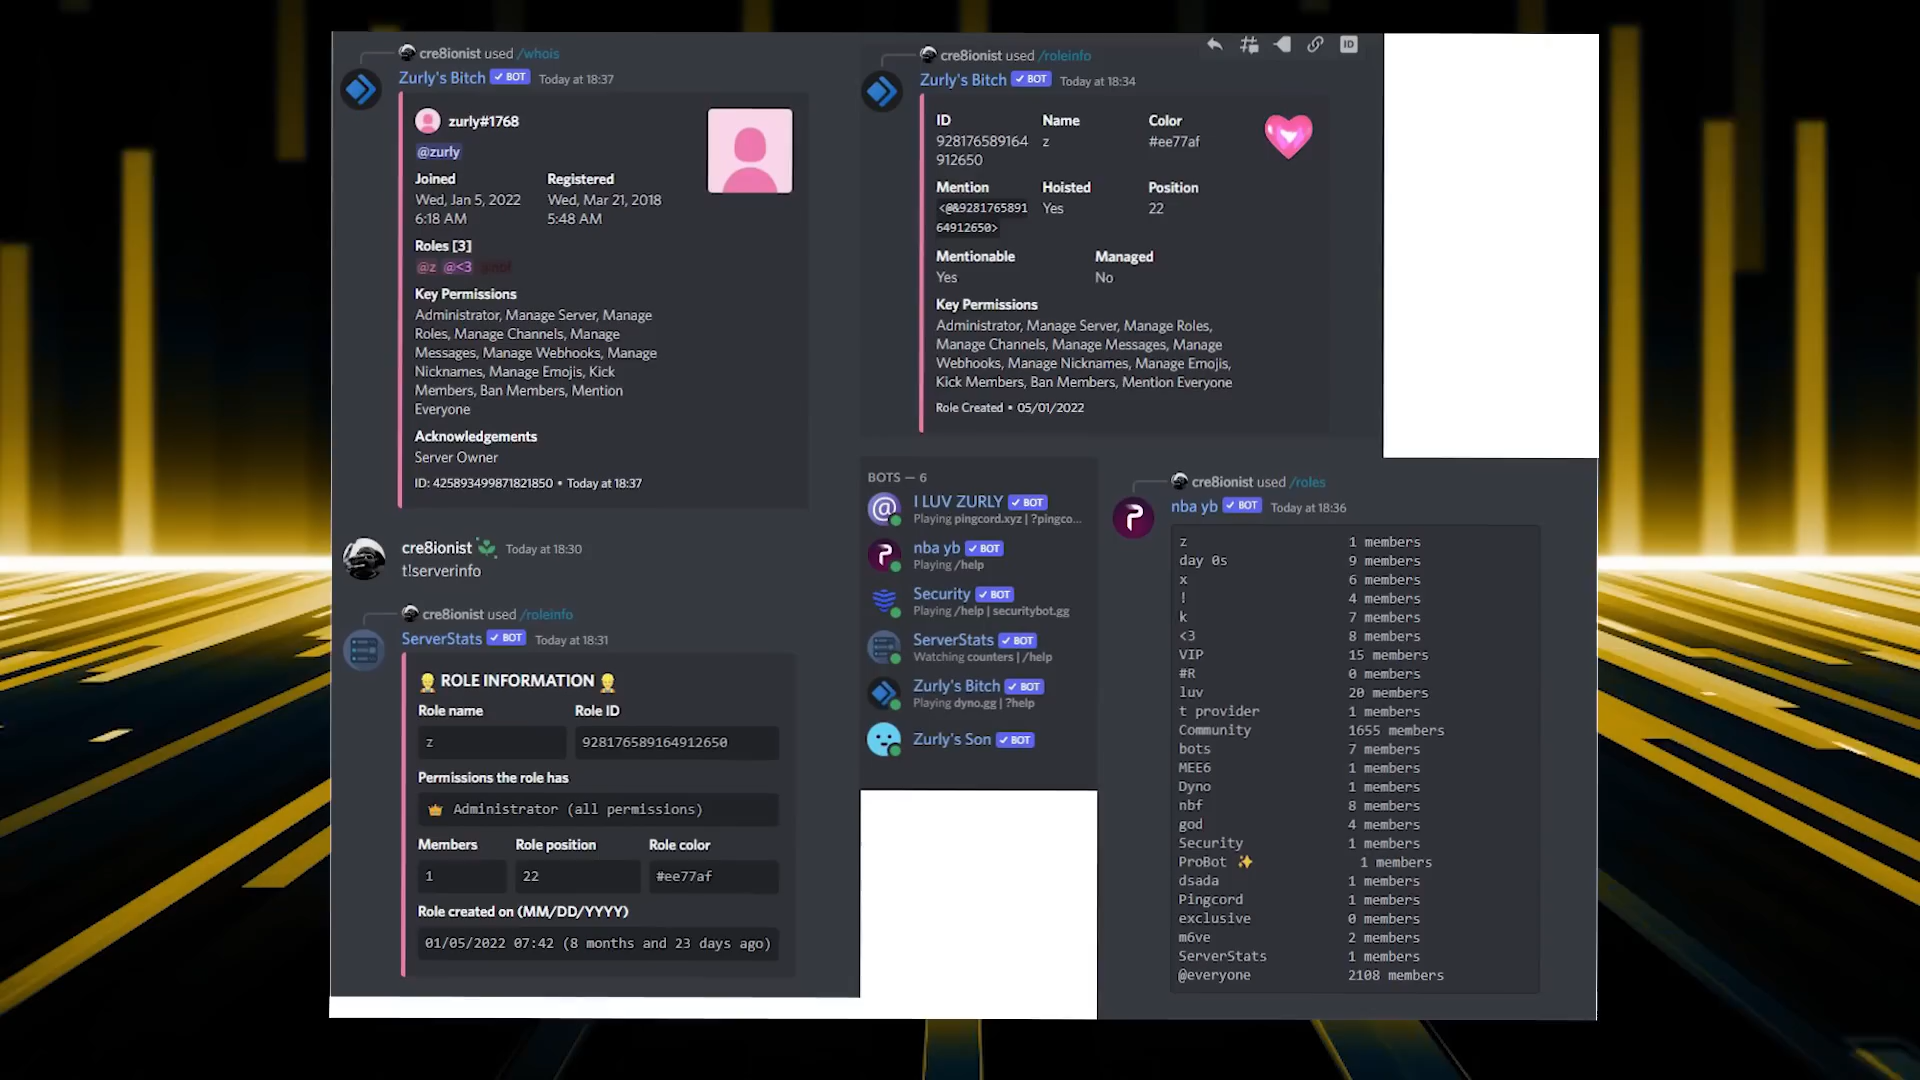 cre8ionist used /whois
Zurly's Bitch ✓ BOT Today at 18:37
zurly#1768
@zurly
Joined Registered
Wed, Jan 5, 2022 Wed, Mar 21, 2018
6:18 AM 5:48 AM
Roles [3]
@z @<3
Key Permissions
Administrator, Manage Server, Manage
Roles, Manage Channels, Manage
Messages, Manage Webhooks, Manage
Nicknames, Manage Emojis, Kick
Members, Ban Members, Mention
Everyone
Acknowledgements
Server Owner
ID: 425893499871821850 • Today at 18:37
cre8ionist Today at 18:30
t!serverinfo
cre8ionist used /roleinfo
ServerStats ✓ BOT Today at 18:31
ROLE INFORMATION
Role name Role ID
z 928176589164912650
Permissions the role has
Administrator (all permissions)
Members Role position Role color
1 22 #ee77af
Role created on (MM/DD/YYYY)
01/05/2022 07:42 (8 months and 23 days ago)
cre8ionist used /roleinfo
ID
Zurly's Bitch ✓ BOT Today at 18:34
ID Name Color
928176589164 z #ee77af
912650
Mention Hoisted Position
<@&9281765891 Yes 22
64912650>
Mentionable Managed
Yes No
Key Permissions
Administrator, Manage Server, Manage Roles,
Manage Channels, Manage Messages, Manage
Webhooks, Manage Nicknames, Manage Emojis,
Kick Members, Ban Members, Mention Everyone
Role Created • 05/01/2022
BOTS — 6
I LUV ZURLY ✓ BOT
Playing pingcord.xyz | ?pingco...
nba yb ✓ BOT
Playing /help
Security ✓ BOT
Playing /help | securitybot.gg
ServerStats ✓ BOT
Watching counters | /help
Zurly's Bitch ✓ BOT
Playing dyno.gg | ?help
Zurly's Son ✓ BOT
cre8ionist used /roles
nba yb ✓ BOT Today at 18:36
z 1 members
day 0s 9 members
x 6 members
! 4 members
k 7 members
<3 8 members
VIP 15 members
#R 0 members
luv 20 members
t provider 1 members
Community 1655 members
bots 7 members
MEE6 1 members
Dyno 1 members
nbf 8 members
god 4 members
Security 1 members
ProBot ✨ 1 members
dsada 1 members
Pingcord 1 members
exclusive 0 members
m6ve 2 members
ServerStats 1 members
@everyone 2108 members